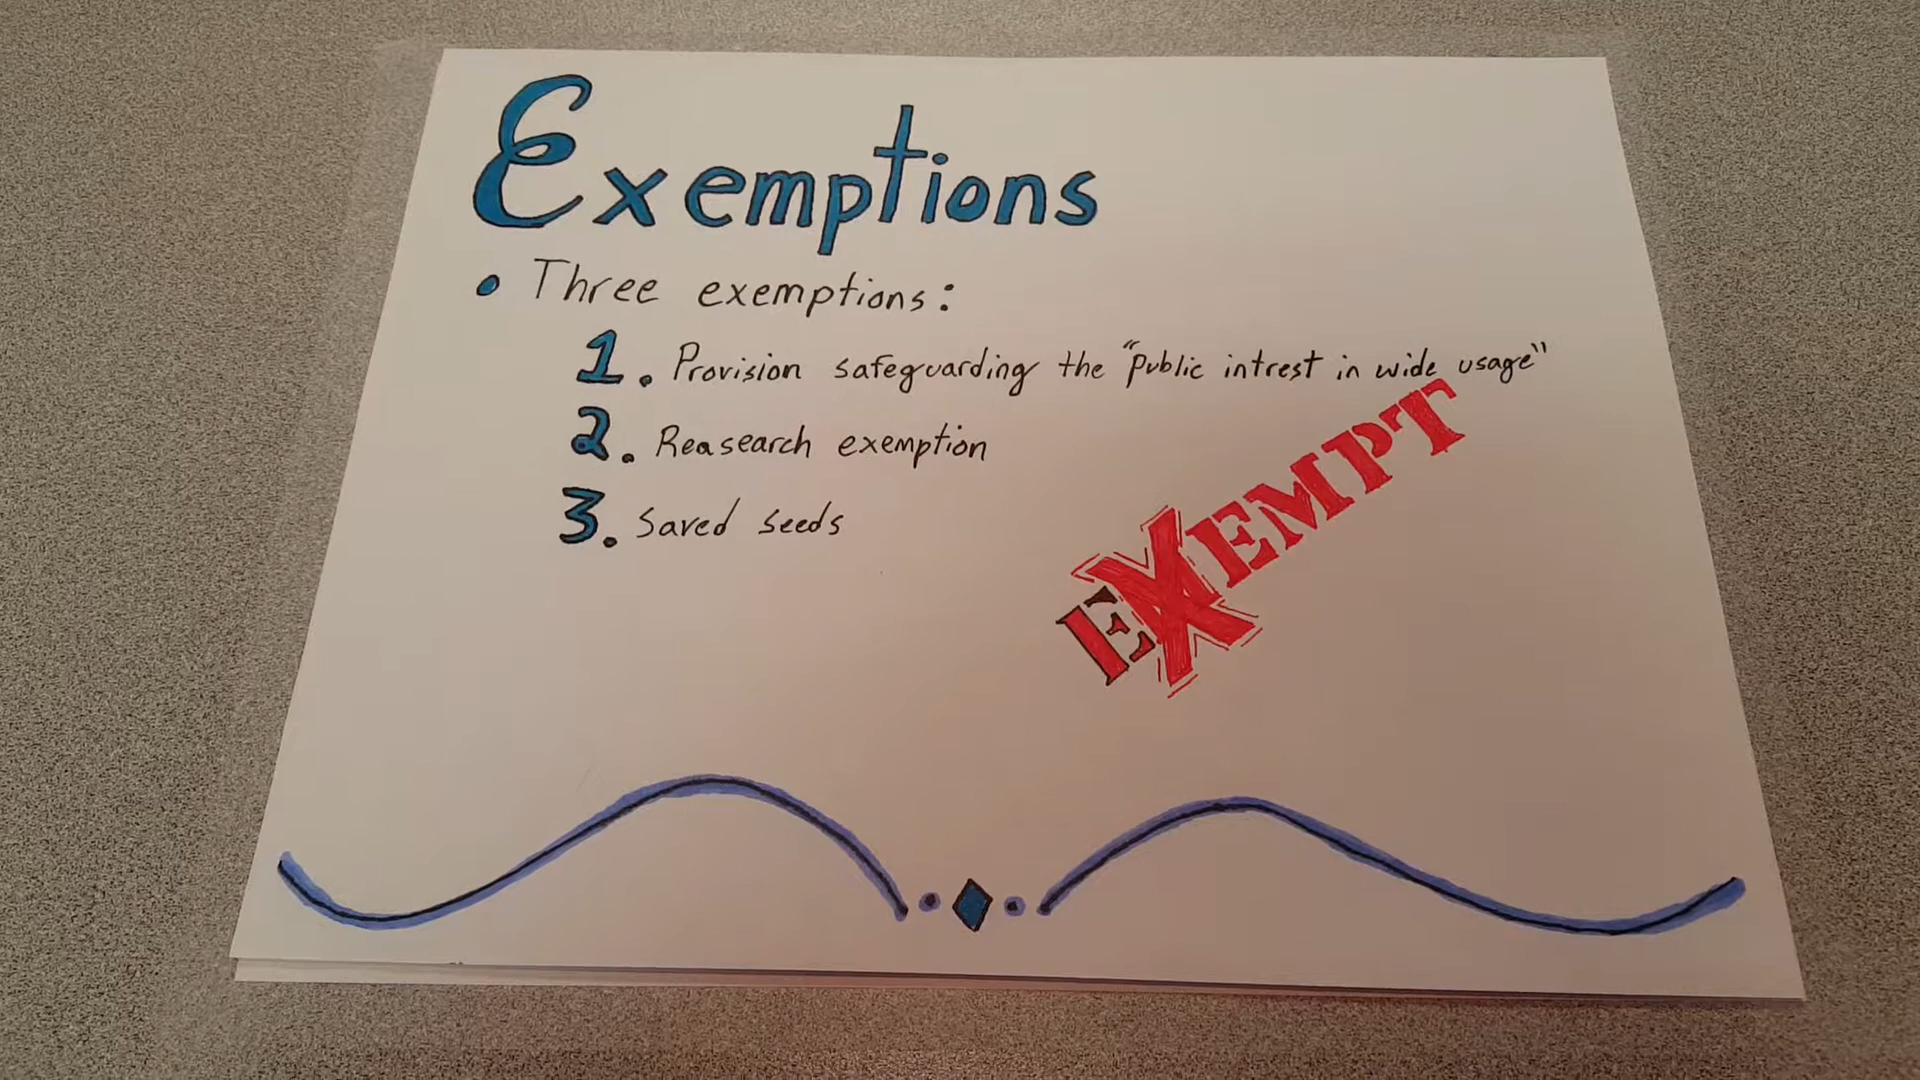 Exemptions
• Three exemptions:
1. Provision safeguarding the "public intrest in wide usage"
2. Reasearch exemption
3. Saved seeds
EXEMPT